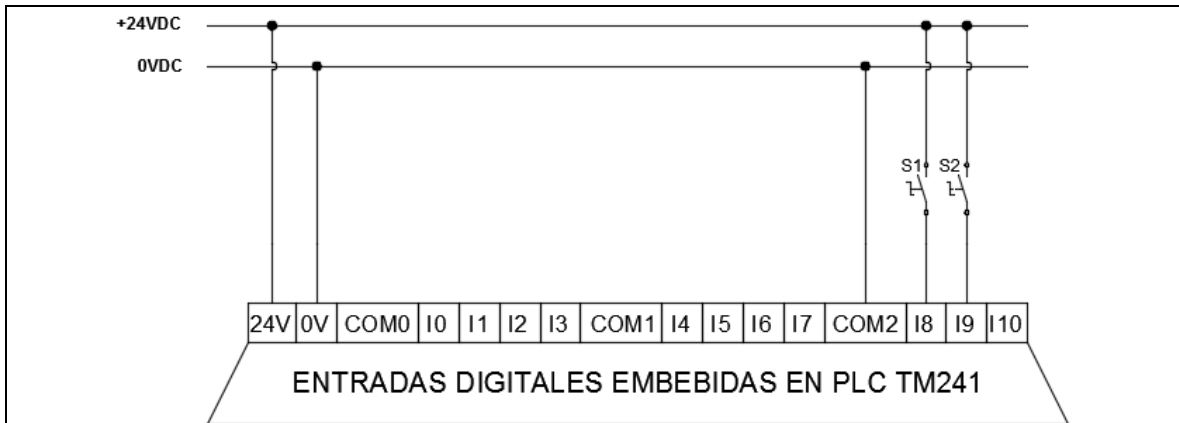 +24VDC
0VDC
S1 S2
24V 0V COM0 I0 I1 I2 I3 COM1 I4 I5 I6 I7 COM2 I8 I9 I10
ENTRADAS DIGITALES EMBEBIDAS EN PLC TM241